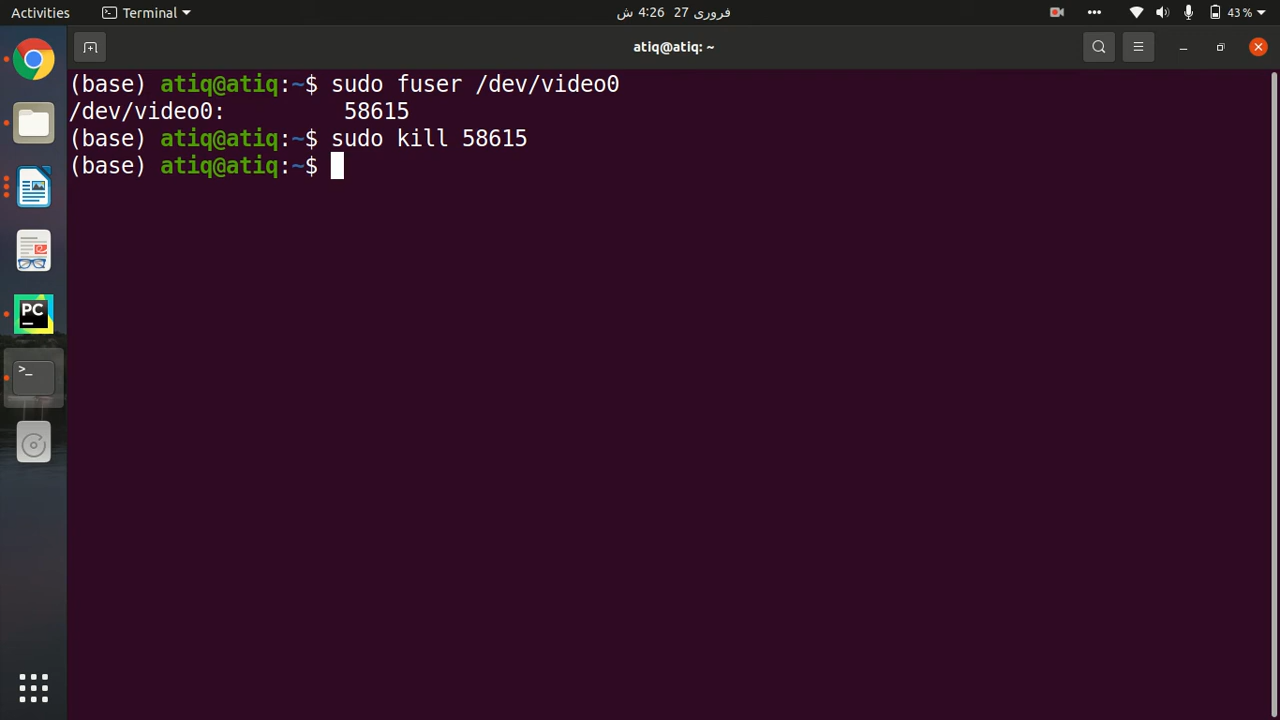 Activities
Terminal
فروری 27  4:26 ش
43 %
atiq@atiq: ~
(base) atiq@atiq:~$ sudo fuser /dev/video0
/dev/video0:         58615
(base) atiq@atiq:~$ sudo kill 58615
(base) atiq@atiq:~$
PC
>_